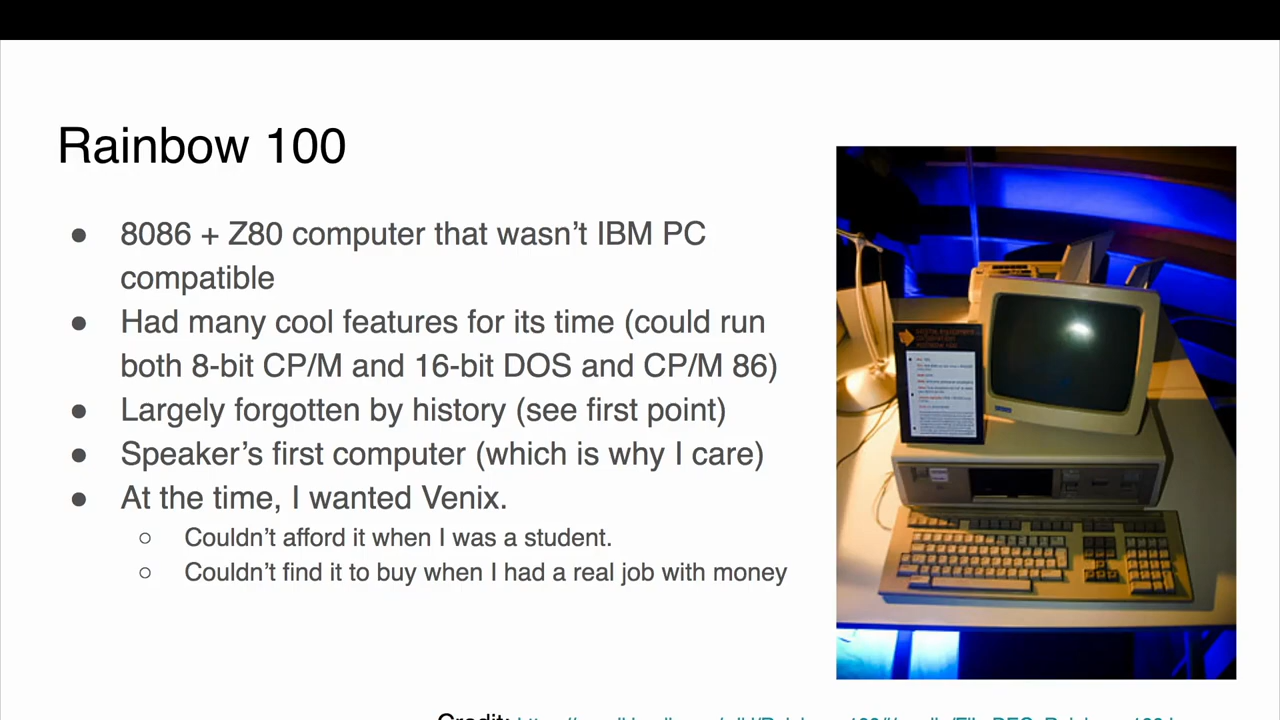 Rainbow 100
● 8086 + Z80 computer that wasn't IBM PC
compatible
● Had many cool features for its time (could run
both 8-bit CP/M and 16-bit DOS and CP/M 86)
● Largely forgotten by history (see first point)
● Speaker's first computer (which is why I care)
● At the time, I wanted Venix.
○ Couldn't afford it when I was a student.
○ Couldn't find it to buy when I had a real job with money
Credit: